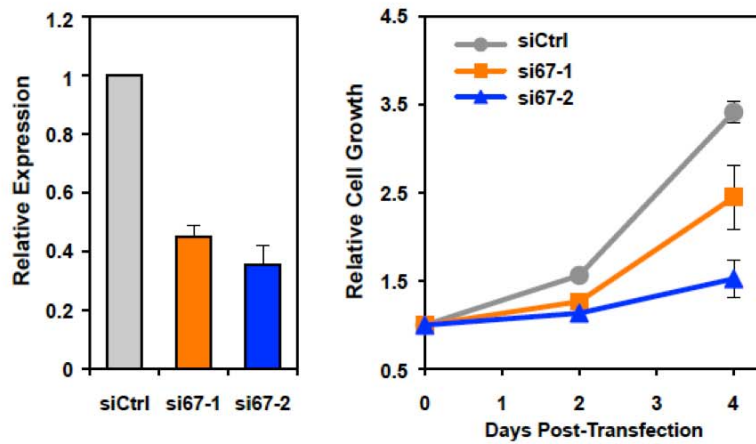 Relative Expression
1.2
1
0.8
0.6
0.4
0.2
0
siCtrl si67-1 si67-2
Relative Cell Growth
4.5
3.5
2.5
1.5
0.5
siCtrl
si67-1
si67-2
0 1 2 3 4
Days Post-Transfection